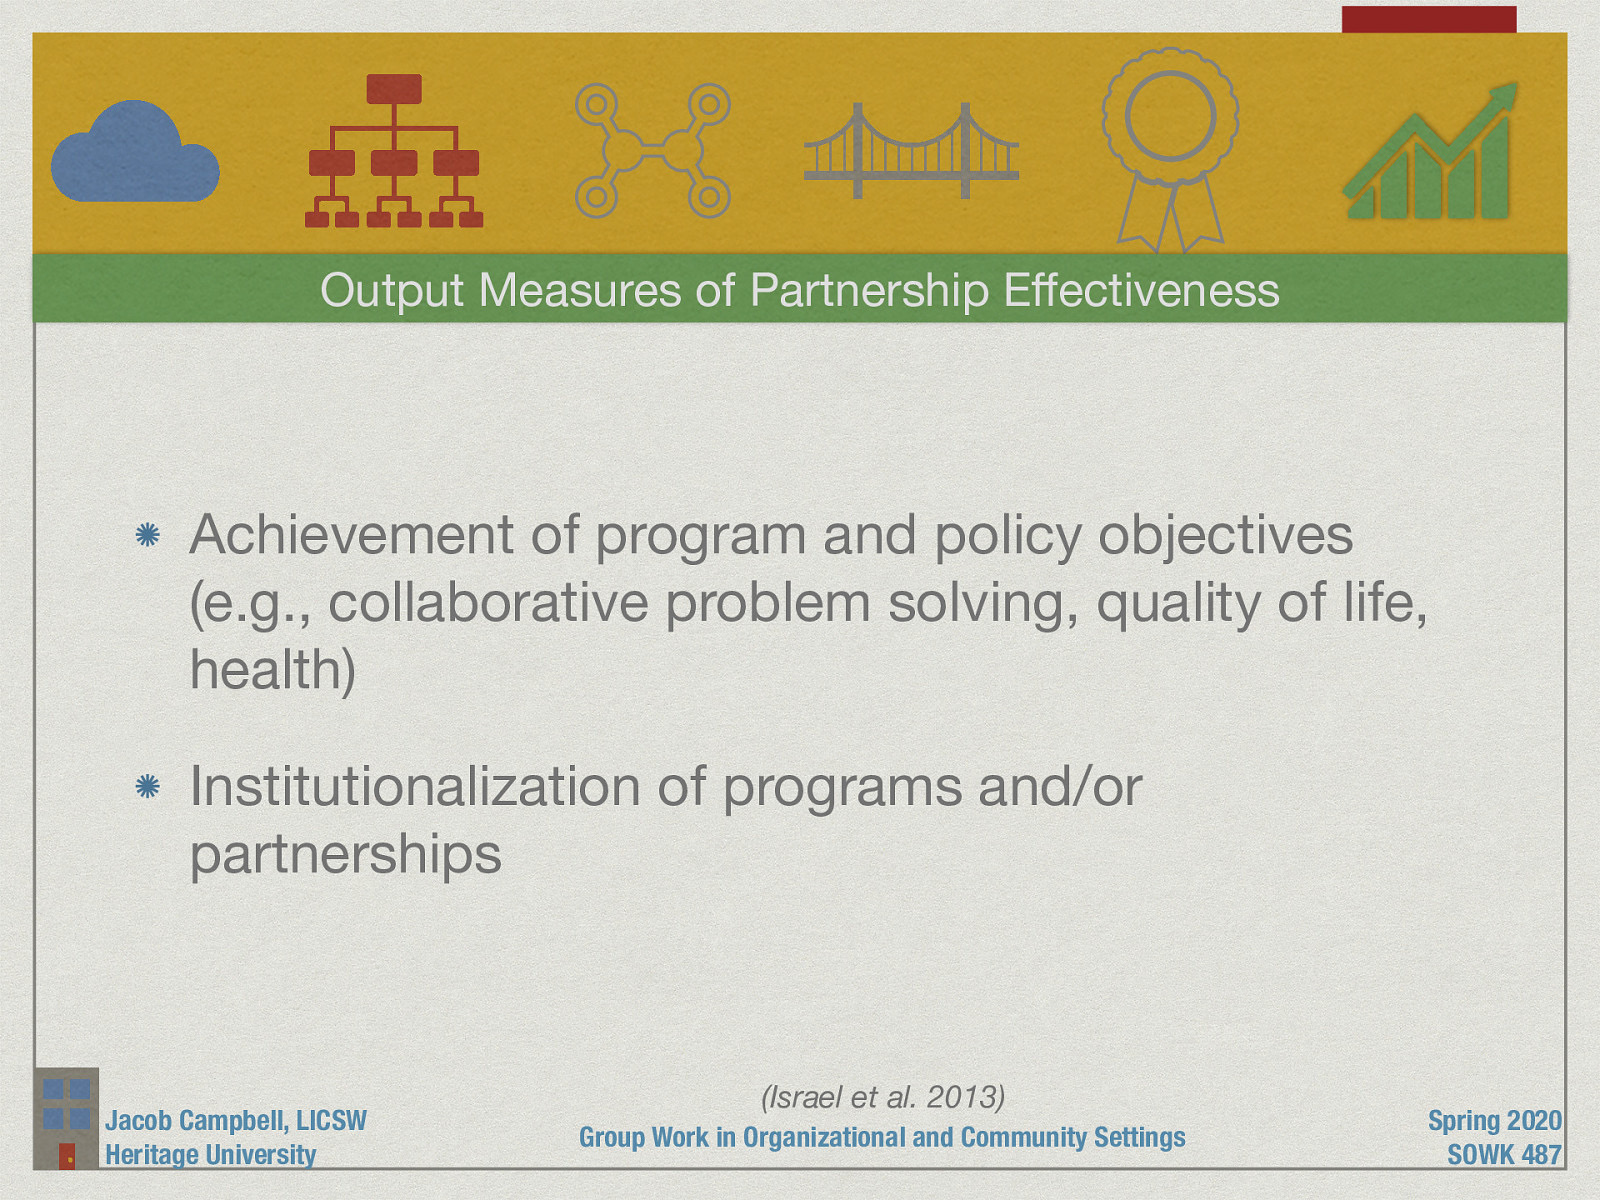 Output Measures of Partnership Effectiveness
Achievement of program and policy objectives
(e.g., collaborative problem solving, quality of life,
health)
Institutionalization of programs and/or
partnerships
(Israel et al. 2013)
Jacob Campbell, LICSW
Heritage University
Group Work in Organizational and Community Settings
Spring 2020
SOWK 487